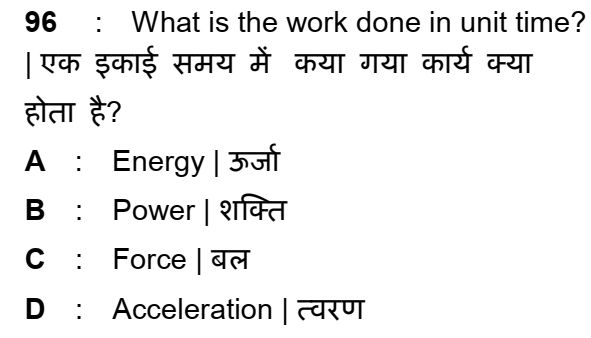 96 : What is the work done in unit time?
| एक इकाई समय में कया गया कार्य क्या
होता है?
A : Energy | ऊर्जा
B : Power | शक्ति
C : Force | बल
D : Acceleration | त्वरण